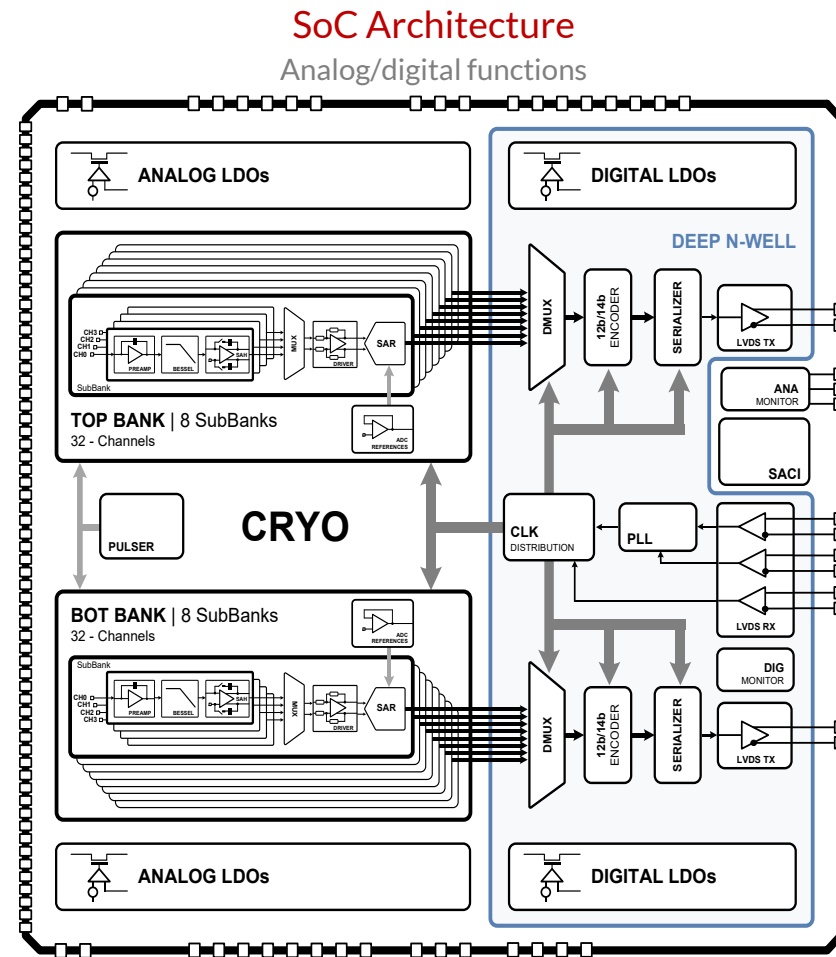 SoC Architecture
Analog/digital functions
ANALOG LDOs
DIGITAL LDOs
DEEP N-WELL
CH3
CH2
CH1
CH0
PREAMP
BESSEL
SAH
MUX
DRIVER
SAR
SubBank
TOP BANK | 8 SubBanks
32 - Channels
ADC
REFERENCES
DMUX
12b/14b
ENCODER
SERIALIZER
LVDS TX
ANA
MONITOR
SACI
PULSER
CRYO
CLK
DISTRIBUTION
PLL
LVDS RX
BOT BANK | 8 SubBanks
32 - Channels
ADC
REFERENCES
SubBank
CH0
CH1
CH2
CH3
PREAMP
BESSEL
SAH
MUX
DRIVER
SAR
DMUX
12b/14b
ENCODER
SERIALIZER
DIG
MONITOR
LVDS TX
ANALOG LDOs
DIGITAL LDOs